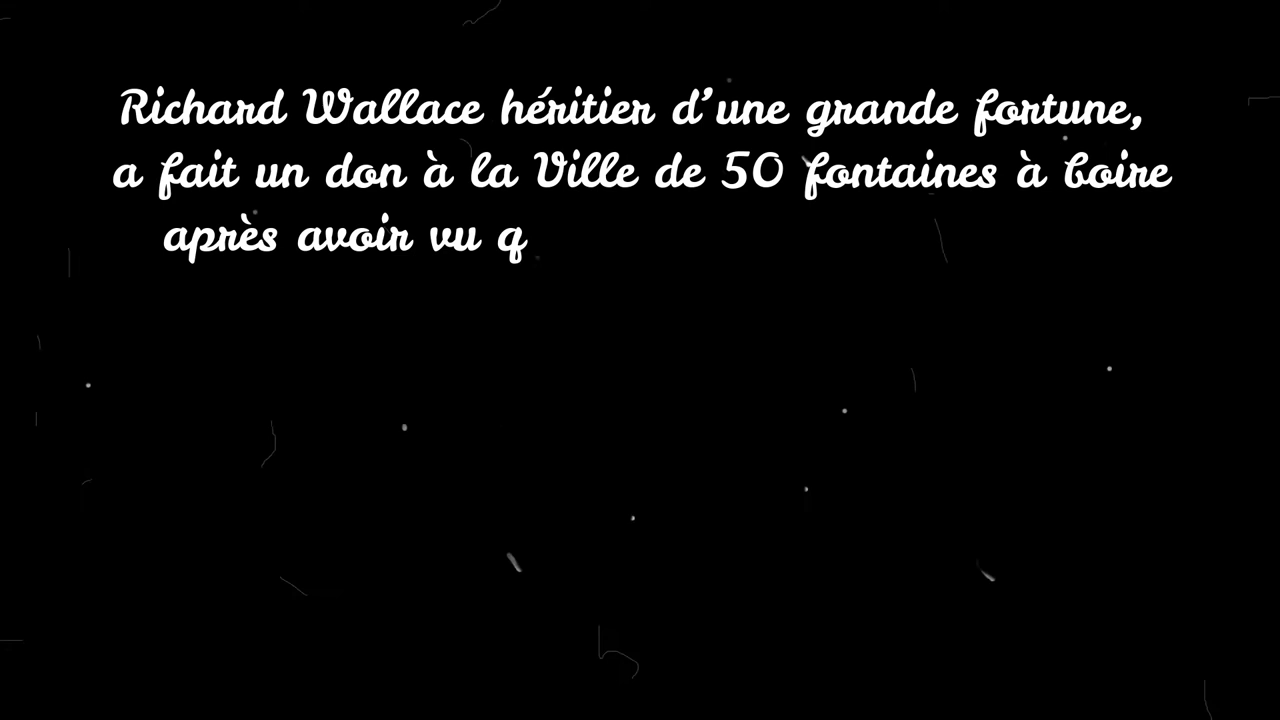 Richard Wallace héritier d’une grande fortune,
a fait un don à la Ville de 50 fontaines à boire
après avoir vu q